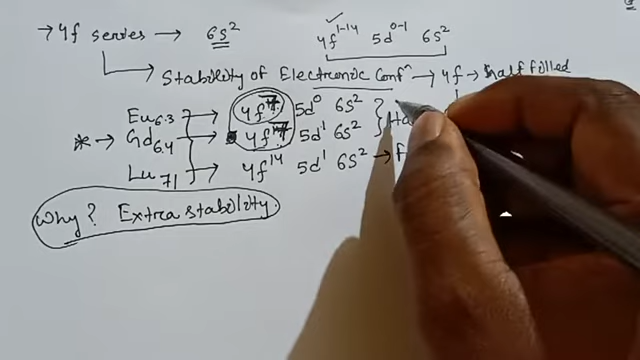 → 4f series → 6s²
4f¹⁻¹⁴ 5d⁰⁻¹ 6s²
Stability of Electronic Confⁿ → 4f → half filled
Eu₆₃ → 4f⁷ 5d⁰ 6s²
* → Gd₆₄ → 4f⁷ 5d¹ 6s² } Ha
Lu₇₁ → 4f¹⁴ 5d¹ 6s² → f
Why? Extra stability.